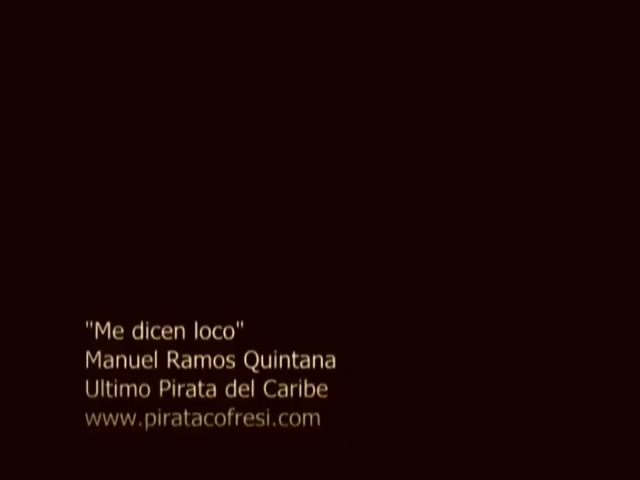 "Me dicen loco"
Manuel Ramos Quintana
Ultimo Pirata del Caribe
www.piratacofresi.com